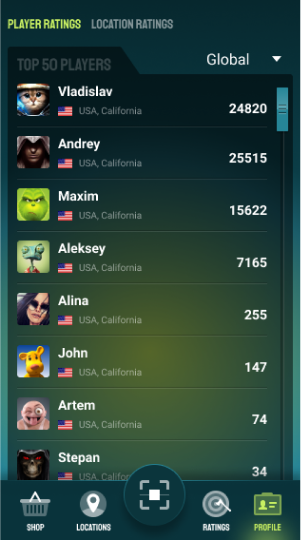 PLAYER RATINGS LOCATION RATINGS
TOP 50 PLAYERS Global
Vladislav
USA, California 24820
Andrey
USA, California 25515
Maxim
USA, California 15622
Aleksey
USA, California 7165
Alina
USA, California 255
John
USA, California 147
Artem
USA, California 74
Stepan
USA, California 34
SHOP LOCATIONS RATINGS PROFILE